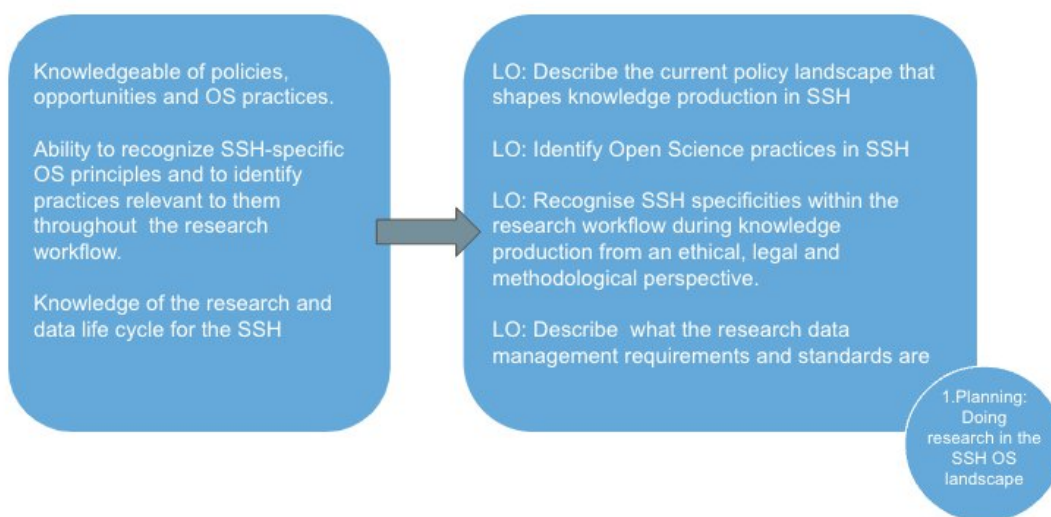 Knowledgeable of policies,
opportunities and OS practices.
Ability to recognize SSH-specific
OS principles and to identify
practices relevant to them
throughout the research
workflow.
Knowledge of the research and
data life cycle for the SSH
LO: Describe the current policy landscape that
shapes knowledge production in SSH
LO: Identify Open Science practices in SSH
LO: Recognise SSH specificities within the
research workflow during knowledge
production from an ethical, legal and
methodological perspective.
LO: Describe what the research data
management requirements and standards are
1.Planning:
Doing
research in the
SSH OS
landscape